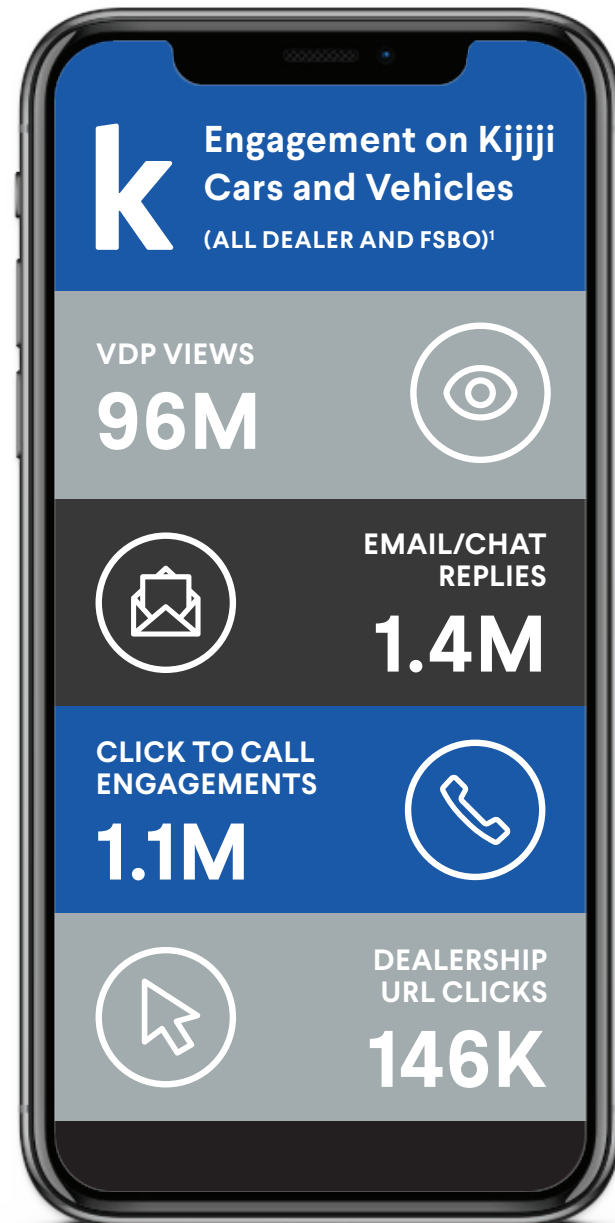 k
Engagement on Kijiji
Cars and Vehicles
(ALL DEALER AND FSBO)¹
VDP VIEWS
96M
EMAIL/CHAT
REPLIES
1.4M
CLICK TO CALL
ENGAGEMENTS
1.1M
DEALERSHIP
URL CLICKS
146K